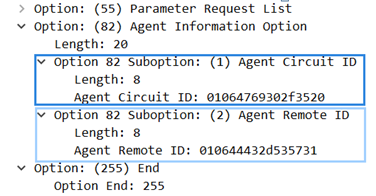 Option: (55) Parameter Request List
Option: (82) Agent Information Option
Length: 20
Option 82 Suboption: (1) Agent Circuit ID
Length: 8
Agent Circuit ID: 01064769302f3520
Option 82 Suboption: (2) Agent Remote ID
Length: 8
Agent Remote ID: 010644432d535731
Option: (255) End
Option End: 255